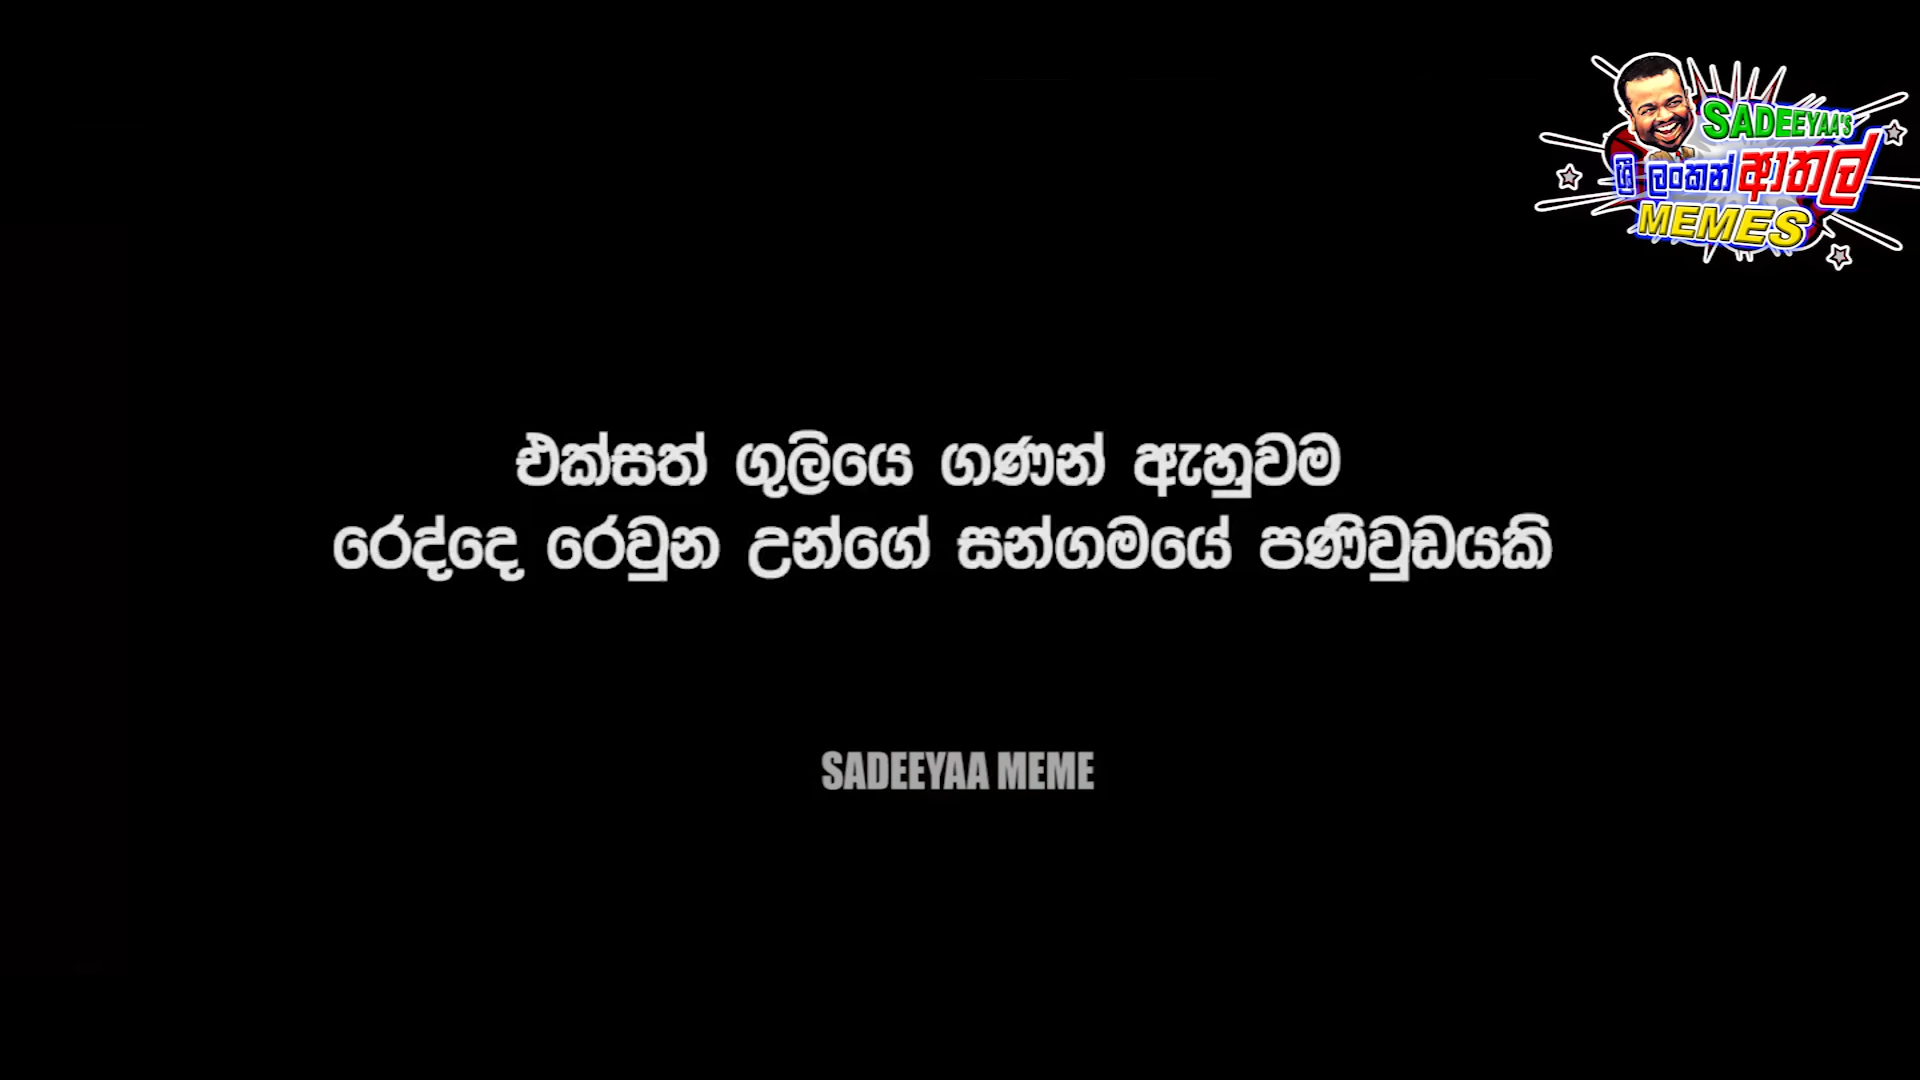 SADEEYAA'S
ශ්‍රී ලංකන් ආතල්
MEMES
එක්සත් ගුලියෙ ගණන් ඇහුවම
රෙද්දෙ රෙවුන උන්ගේ සන්ගමයේ පණිවුඩයකි
SADEEYAA MEME